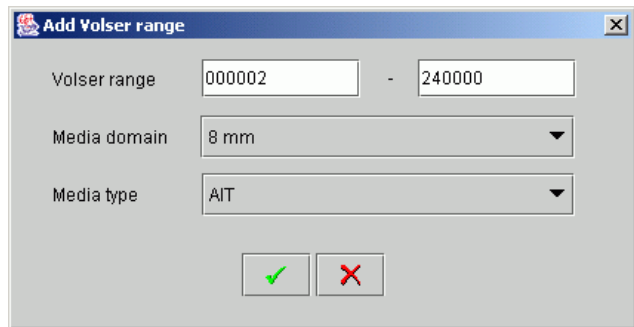 Add Volser range
Volser range 000002 - 240000
Media domain 8 mm
Media type AIT